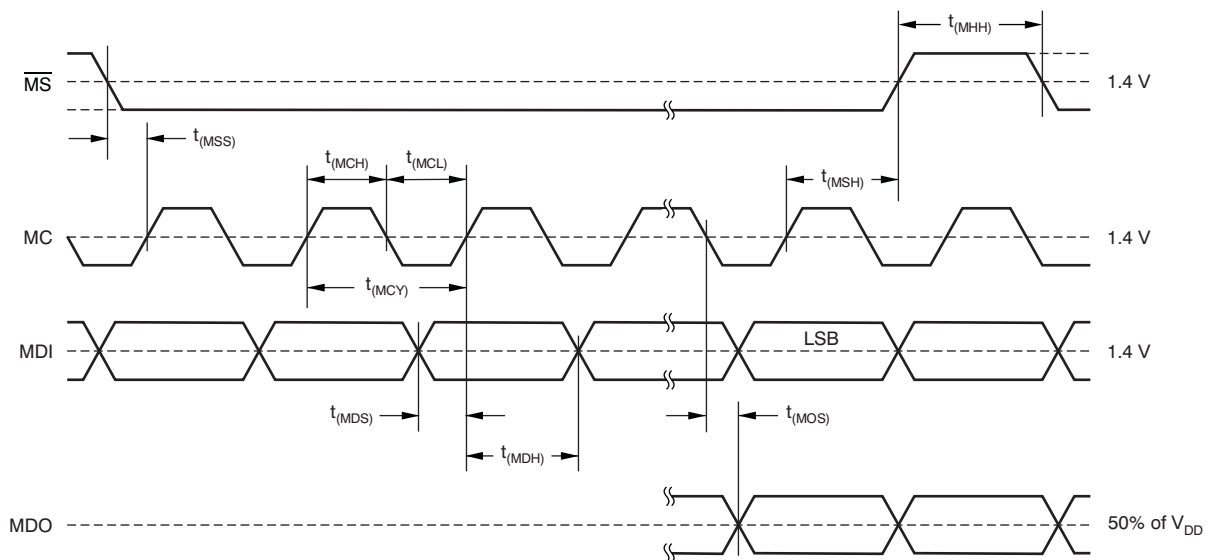 t(MHH)
MS
1.4 V
t(MSS)
t(MCH)
t(MCL)
t(MSH)
MC
1.4 V
t(MCY)
MDI
LSB
1.4 V
t(MDS)
t(MOS)
t(MDH)
MDO
50% of VDD